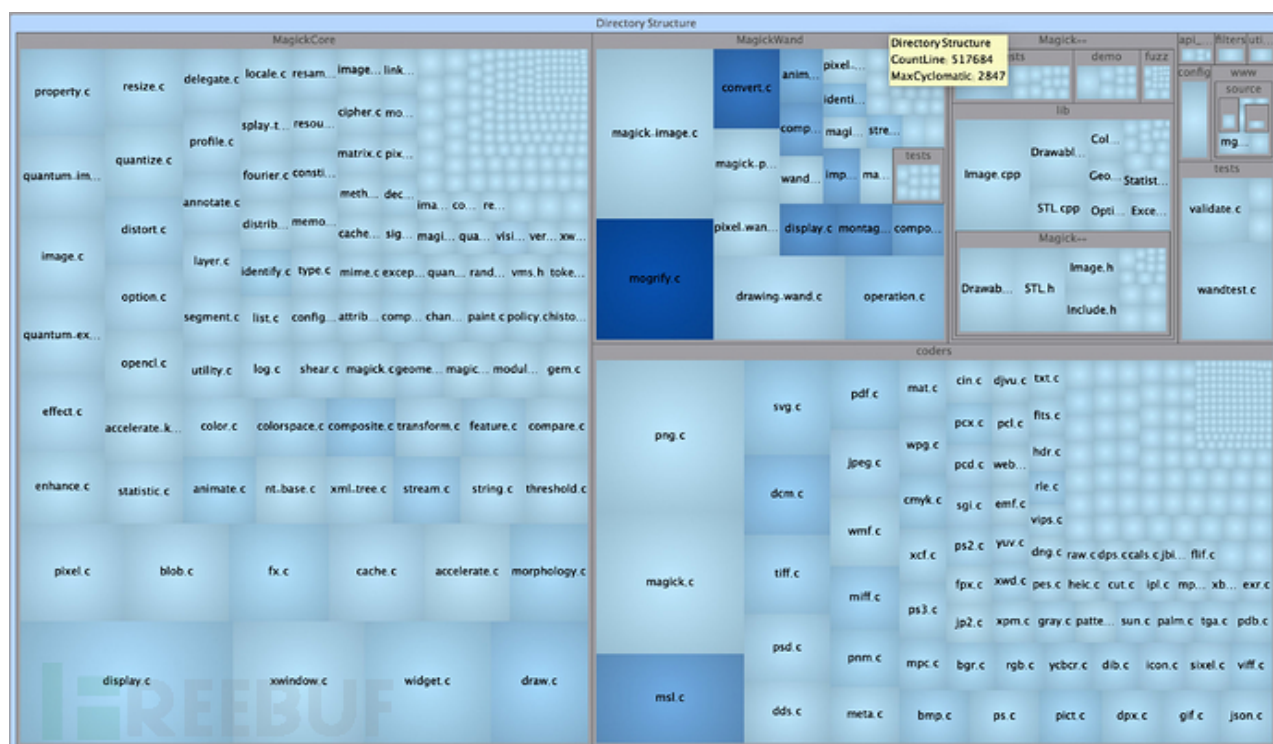 Directory Structure
MagickCore
property.c
resize.c
delegate.c
locale.c
resam...
image...
link...
cipher.c
mo...
splay-t...
resou...
profile.c
matrix.c
pix...
quantize.c
fourier.c
consti...
quantum-im...
meth...
dec...
annotate.c
ima...
co...
re...
distort.c
distrib...
memo...
cache...
sig...
magi...
qua...
visi...
ver...
xw...
image.c
layer.c
identify.c
type.c
mime.c
excep...
quan...
rand...
vms.h
toke...
option.c
segment.c
list.c
config...
attrib...
comp...
chan...
paint.c
policy.c
histo...
quantum-ex...
opencl.c
utility.c
log.c
shear.c
magick.c
geome...
magic...
modul...
gem.c
effect.c
accelerate-k...
color.c
colorspace.c
composite.c
transform.c
feature.c
compare.c
enhance.c
statistic.c
animate.c
nt-base.c
xml-tree.c
stream.c
string.c
threshold.c
pixel.c
blob.c
fx.c
cache.c
accelerate.c
morphology.c
display.c
xwindow.c
widget.c
draw.c
MagickWand
magick-image.c
convert.c
anim...
pixel-...
identi...
comp...
magi...
stre...
magick-p...
wand...
imp...
ma...
tests
pixel-wan...
display.c
montag...
compo...
mogrify.c
drawing-wand.c
operation.c
Directory Structure
CountLine: 517684
MaxCyclomatic: 2847
Magick++
sts
demo
fuzz
lib
Image.cpp
Drawabl...
Col...
Geo...
Statist...
STL.cpp
Opti...
Exce...
Magick++
Drawab...
STL.h
Image.h
Include.h
api_...
filters
uti...
config
www
source
mg...
tests
validate.c
wandtest.c
coders
png.c
svg.c
pdf.c
mat.c
cin.c
djvu.c
txt.c
pcx.c
pcl.c
fits.c
wpg.c
hdr.c
jpeg.c
pcd.c
web...
dcm.c
rle.c
cmyk.c
sgi.c
emf.c
vips.c
wmf.c
ps2.c
yuv.c
dng.c
raw.c
dps.c
cals.c
jbi...
flif.c
xcf.c
magick.c
tiff.c
fpx.c
xwd.c
pes.c
heic.c
cut.c
ipl.c
mp...
xb...
exr.c
miff.c
ps3.c
jp2.c
xpm.c
gray.c
patte...
sun.c
palm.c
tga.c
pdb.c
psd.c
pnm.c
mpc.c
bgr.c
rgb.c
ycbcr.c
dib.c
icon.c
sixel.c
viff.c
msl.c
dds.c
meta.c
bmp.c
ps.c
pict.c
dpx.c
gif.c
json.c
FREEBUF